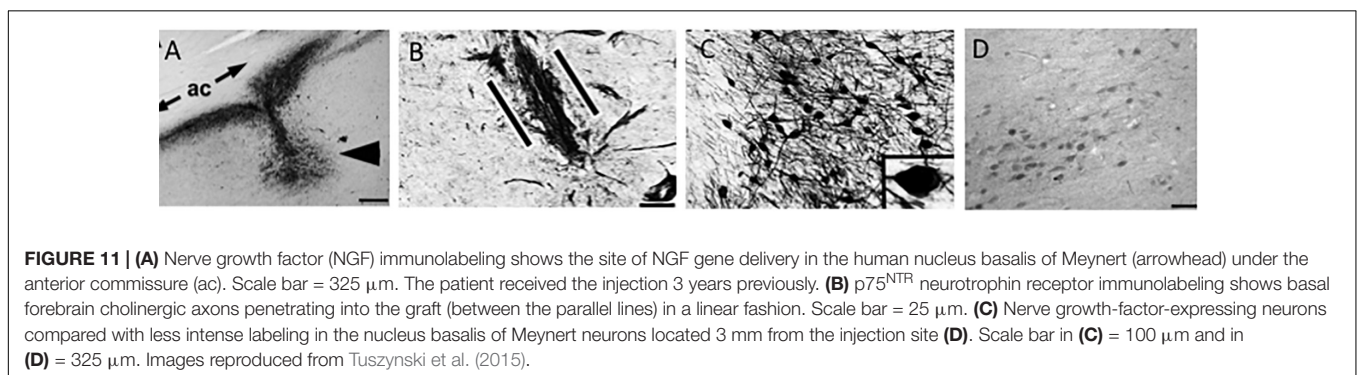 A
ac
B
C
D
FIGURE 11 | (A) Nerve growth factor (NGF) immunolabeling shows the site of NGF gene delivery in the human nucleus basalis of Meynert (arrowhead) under the
anterior commissure (ac). Scale bar = 325 μm. The patient received the injection 3 years previously. (B) p75NTR neurotrophin receptor immunolabeling shows basal
forebrain cholinergic axons penetrating into the graft (between the parallel lines) in a linear fashion. Scale bar = 25 μm. (C) Nerve growth-factor-expressing neurons
compared with less intense labeling in the nucleus basalis of Meynert neurons located 3 mm from the injection site (D). Scale bar in (C) = 100 μm and in
(D) = 325 μm. Images reproduced from Tuszynski et al. (2015).